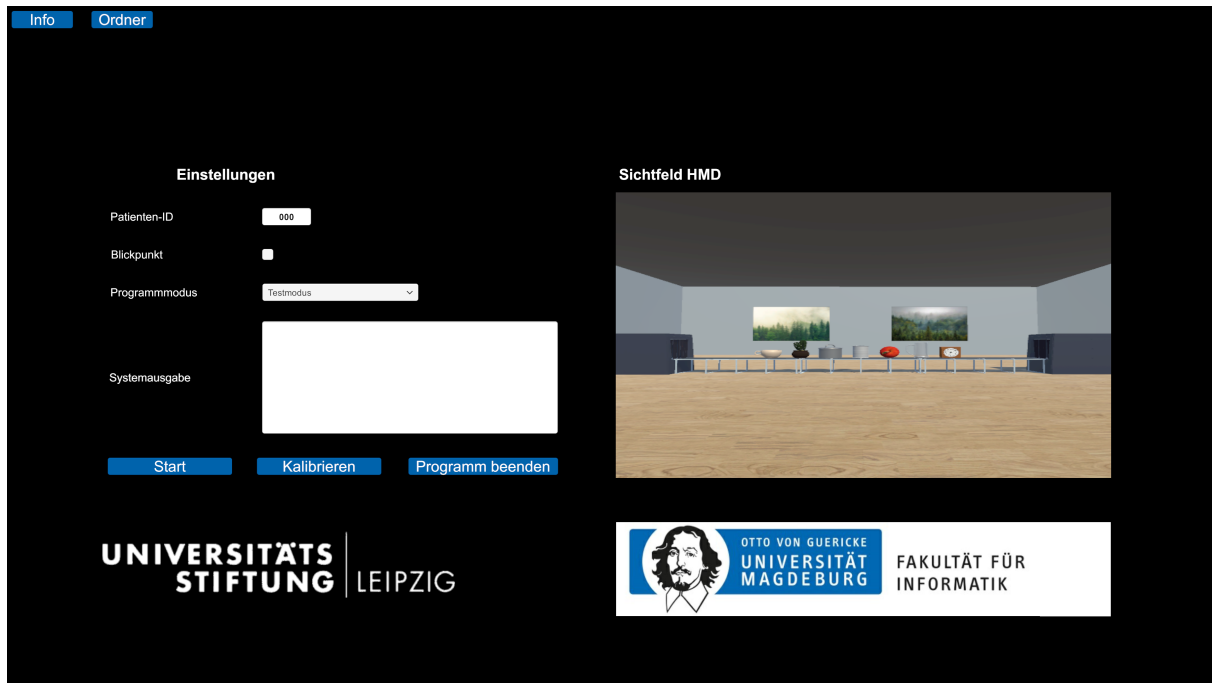 Info
Ordner
Einstellungen
Sichtfeld HMD
Patienten-ID
000
Blickpunkt
Programmmodus
Testmodus
Systemausgabe
Start
Kalibrieren
Programm beenden
UNIVERSITÄTS
STIFTUNG
LEIPZIG
OTTO VON GUERICKE
UNIVERSITÄT
MAGDEBURG
FAKULTÄT FÜR
INFORMATIK